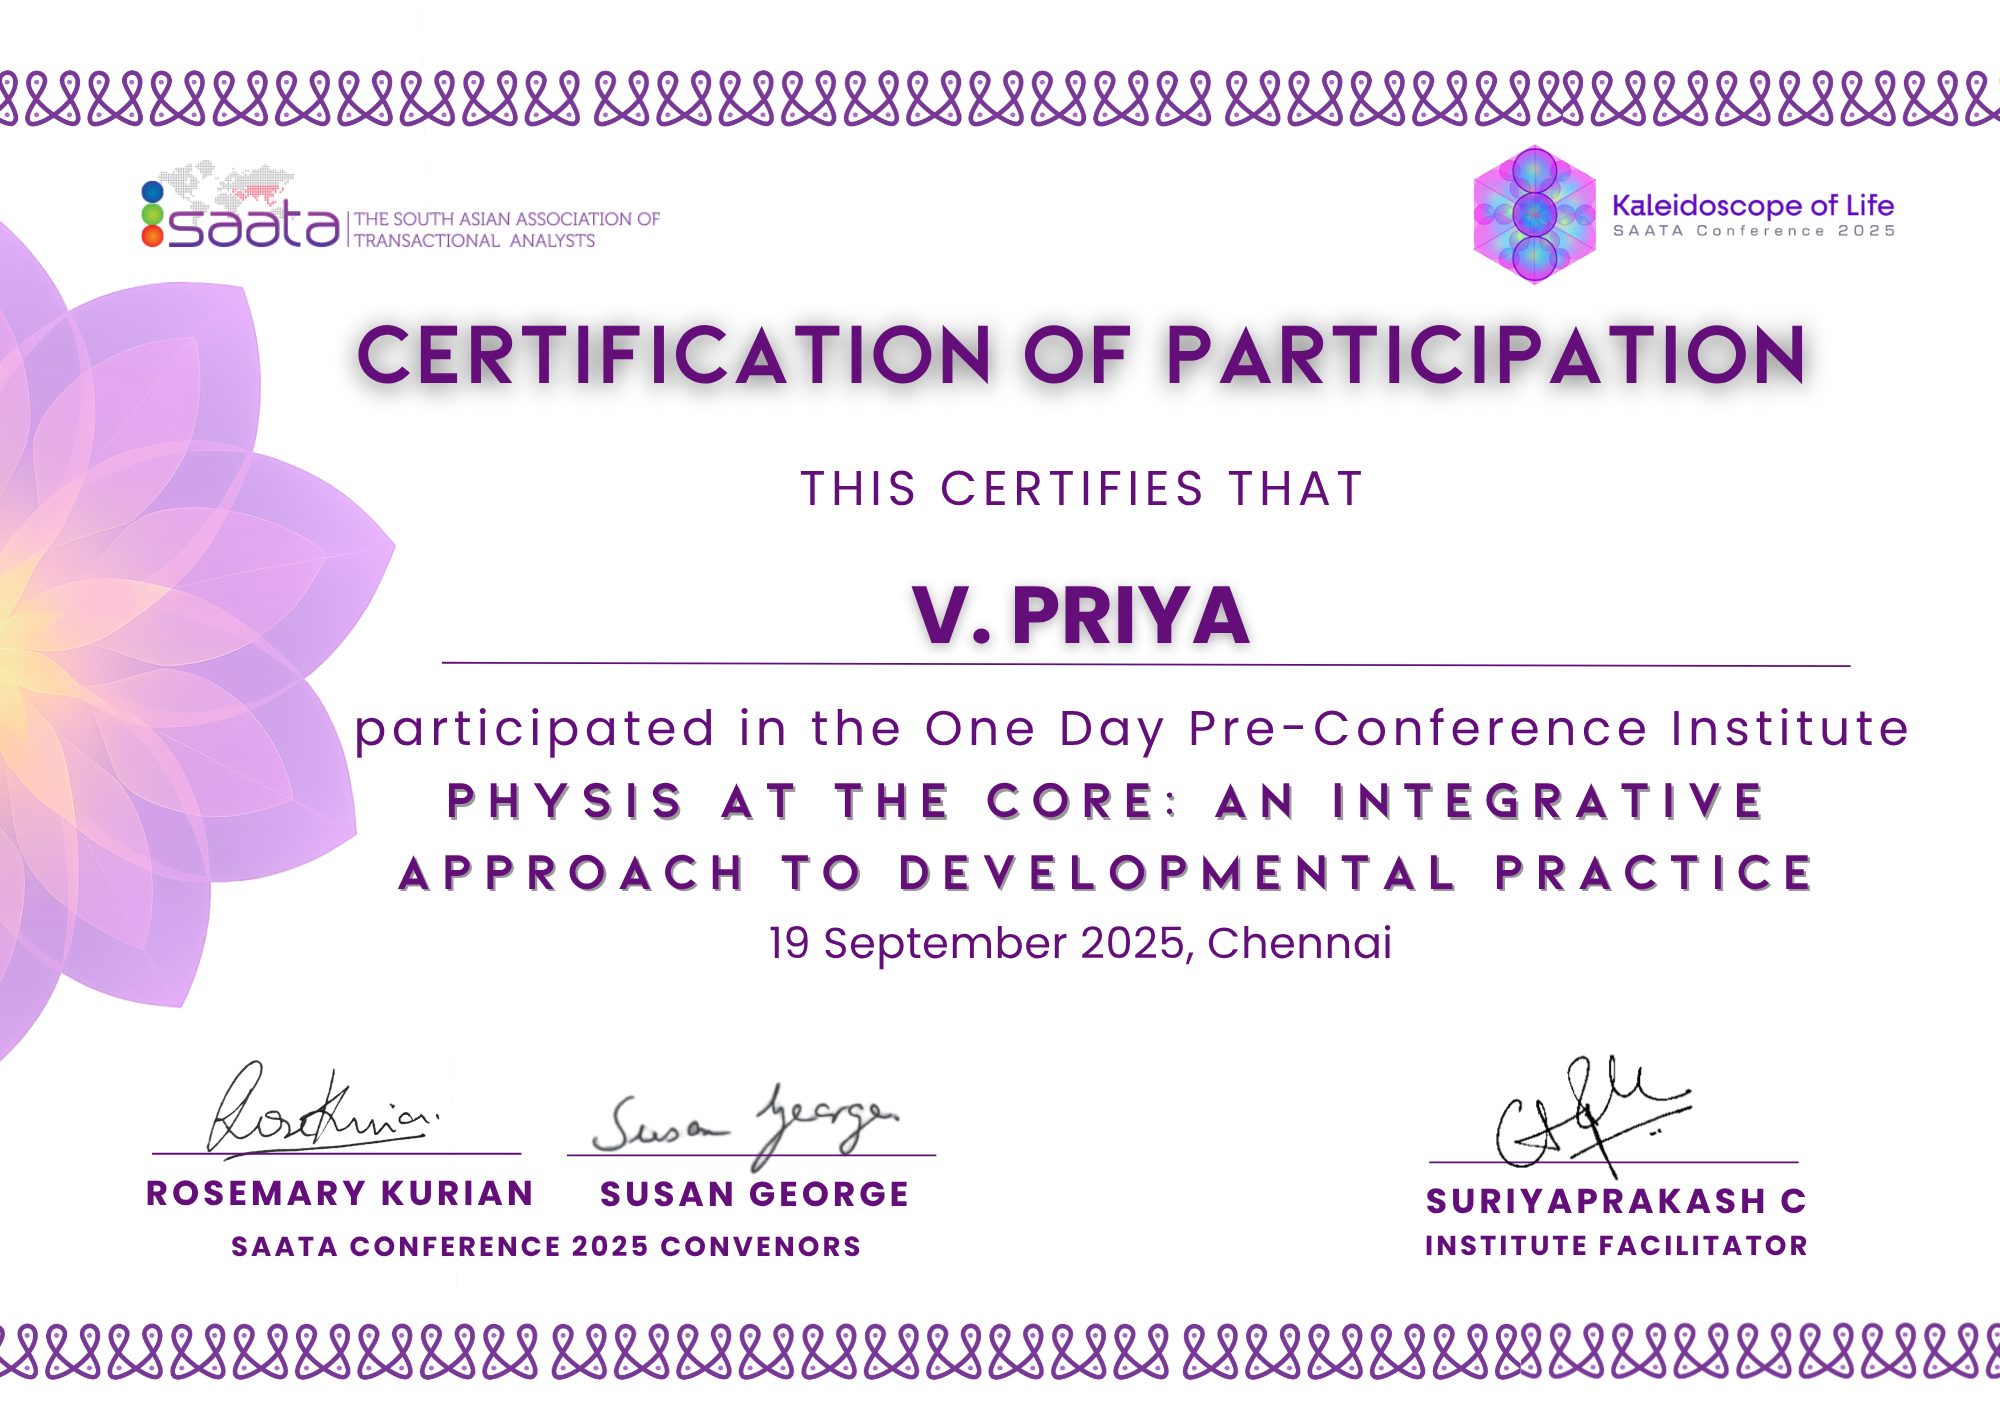 saata
THE SOUTH ASIAN ASSOCIATION OF
TRANSACTIONAL ANALYSTS
Kaleidoscope of Life
SAATA Conference 2025
CERTIFICATION OF PARTICIPATION
THIS CERTIFIES THAT
V. PRIYA
participated in the One Day Pre-Conference Institute
PHYSIS AT THE CORE: AN INTEGRATIVE
APPROACH TO DEVELOPMENTAL PRACTICE
19 September 2025, Chennai
Susan George
ROSEMARY KURIAN
SUSAN GEORGE
SURIYAPRAKASH C
SAATA CONFERENCE 2025 CONVENORS
INSTITUTE FACILITATOR